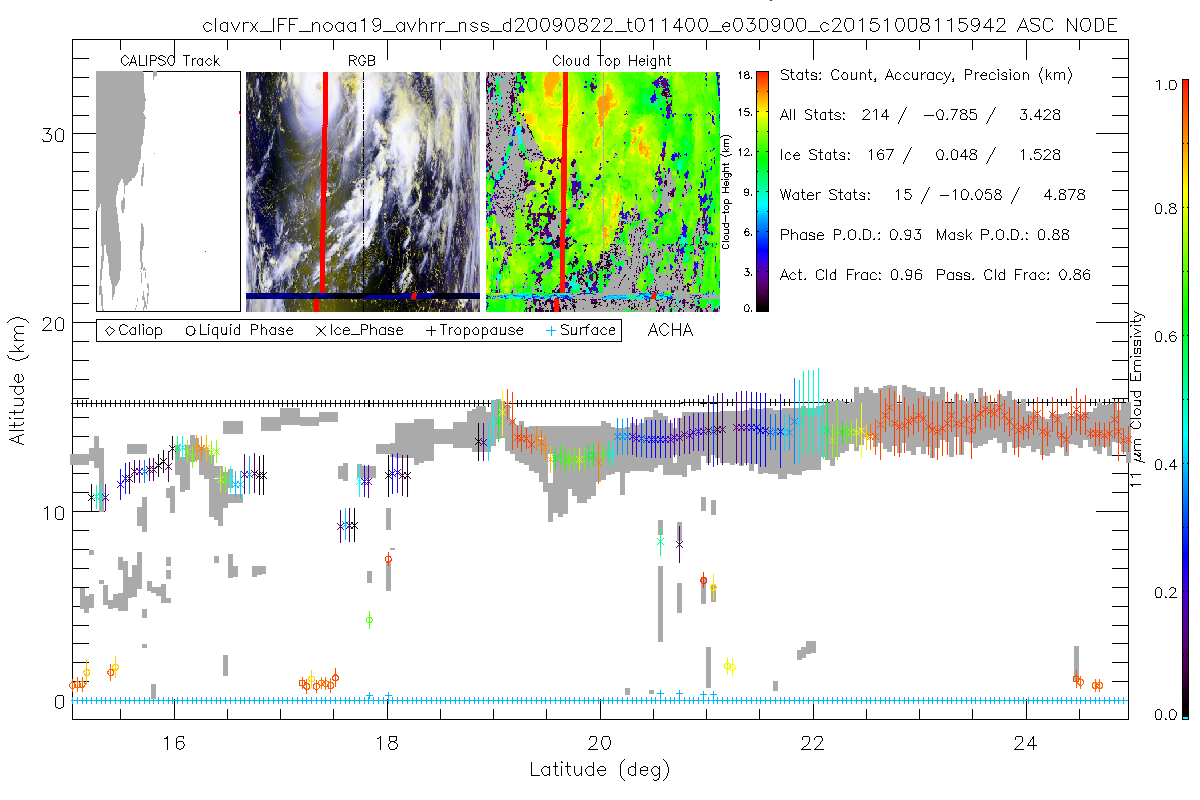 clavrx_IFF_noaa19_avhrr_nss_d20090822_t011400_e030900_c20151008115942 ASC NODE
CALIPSO Track
RGB
Cloud Top Height
18.
15.
12.
9.
6.
3.
0.
Cloud-top Height (km)
Stats: Count, Accuracy, Precision (km)
All Stats: 214 / -0.785 / 3.428
Ice Stats: 167 / 0.048 / 1.528
Water Stats: 15 / -10.058 / 4.878
Phase P.O.D.: 0.93 Mask P.O.D.: 0.88
Act. Cld Frac: 0.96 Pass. Cld Frac: 0.86
Caliop Liquid Phase Ice_Phase Tropopause Surface ACHA
30
20
10
0
Altitude (km)
16 18 20 22 24
Latitude (deg)
1.0
0.8
0.6
0.4
0.2
0.0
11 μm Cloud Emissivity